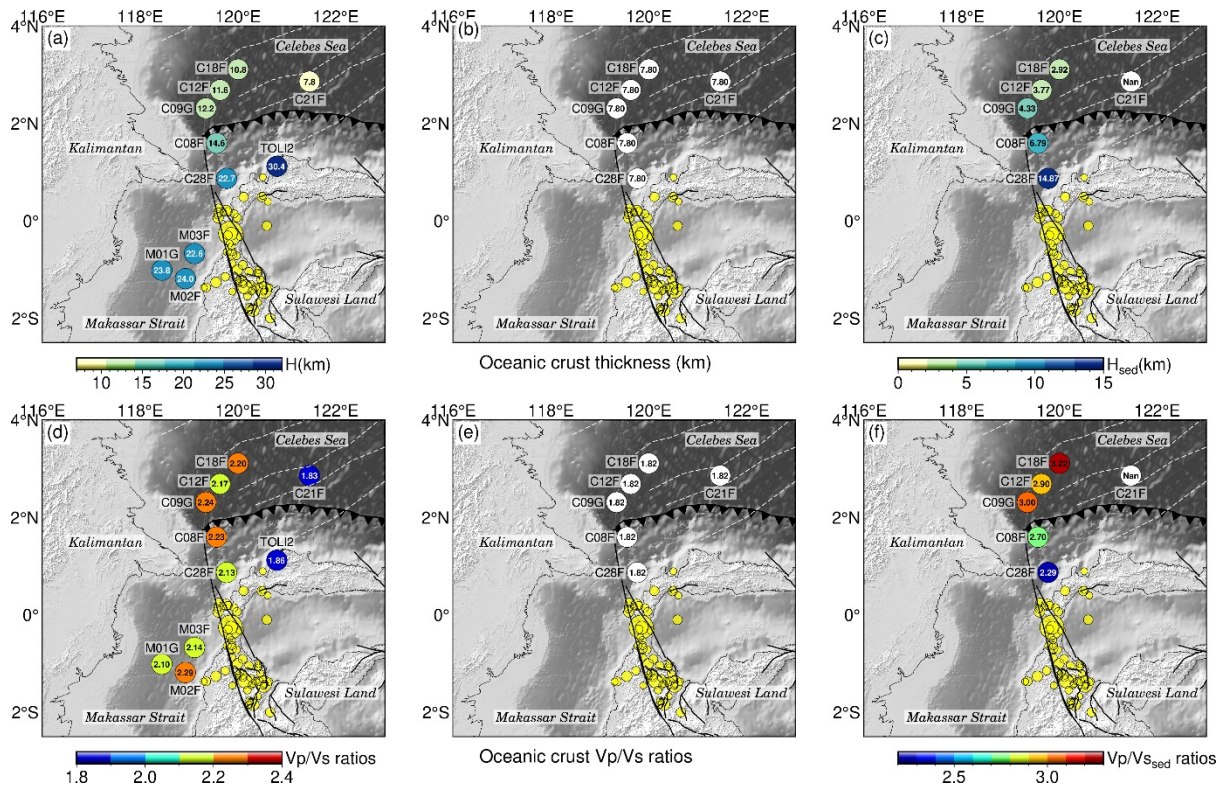 116°E 118°E 120°E 122°E
116°E 118°E 120°E 122°E
116°E 118°E 120°E 122°E
4°N
2°N
0°
2°S
(a)
Celebes Sea
C18F 10.8
C12F 11.6
7.8
C21F
C09G 12.2
Kalimantan
C08F 14.6
TOLI2
30.4
C28F 22.7
M03F
22.6
M01G
23.8
24.0
M02F
Sulawesi Land
Makassar Strait
10 15 20 25 30
H(km)
(b)
Celebes Sea
C18F 7.80
C12F 7.80
7.80
C21F
C09G 7.80
Kalimantan
C08F 7.80
C28F 7.80
Sulawesi Land
Makassar Strait
Oceanic crust thickness (km)
4°N
2°N
0°
2°S
(c)
Celebes Sea
C18F 2.92
C12F 3.77
Nan
C21F
C09G 4.33
Kalimantan
C08F 6.79
C28F 14.87
Sulawesi Land
Makassar Strait
0 5 10 15
Hsed(km)
116°E 118°E 120°E 122°E
116°E 118°E 120°E 122°E
116°E 118°E 120°E 122°E
4°N
2°N
0°
2°S
(d)
Celebes Sea
C18F 2.20
C12F 2.17
1.83
C21F
C09G 2.24
Kalimantan
C08F 2.23
TOLI2
1.86
C28F 2.13
M03F
2.14
M01G
2.10
2.29
M02F
Sulawesi Land
Makassar Strait
1.8 2.0 2.2 2.4
Vp/Vs ratios
(e)
Celebes Sea
C18F 1.82
C12F 1.82
1.82
C21F
C09G 1.82
Kalimantan
C08F 1.82
C28F 1.82
Sulawesi Land
Makassar Strait
Oceanic crust Vp/Vs ratios
4°N
2°N
0°
2°S
(f)
Celebes Sea
C18F
C12F 2.90
Nan
C21F
C09G 3.00
Kalimantan
C08F 2.70
C28F 2.29
Sulawesi Land
Makassar Strait
2.5 3.0
Vp/Vssed ratios